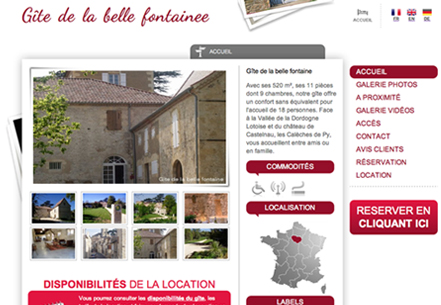 Gîte de la belle fontainee
ACCUEIL
FR EN DE
ACCUEIL
Gîte de la belle fontaine
Avec ses 520 m², ses 11 pièces
dont 9 chambres, notre gîte offre
un confort sans équivalent pour
l'accueil de 18 personnes. Face
à la Vallée de la Dordogne
Lotoise et du château de
Castelnau, les Calèches de Py,
vous accueillent entre amis ou
en famille.
Gîte de la belle fontaine
COMMODITÉS
LOCALISATION
LABELS
DISPONIBILITÉS DE LA LOCATION
Vous pourrez consulter les disponibilités du gîte, les
ACCUEIL
GALERIE PHOTOS
A PROXIMITÉ
GALERIE VIDÉOS
ACCÈS
CONTACT
AVIS CLIENTS
RÉSERVATION
LOCATION
RESERVER EN
CLIQUANT ICI